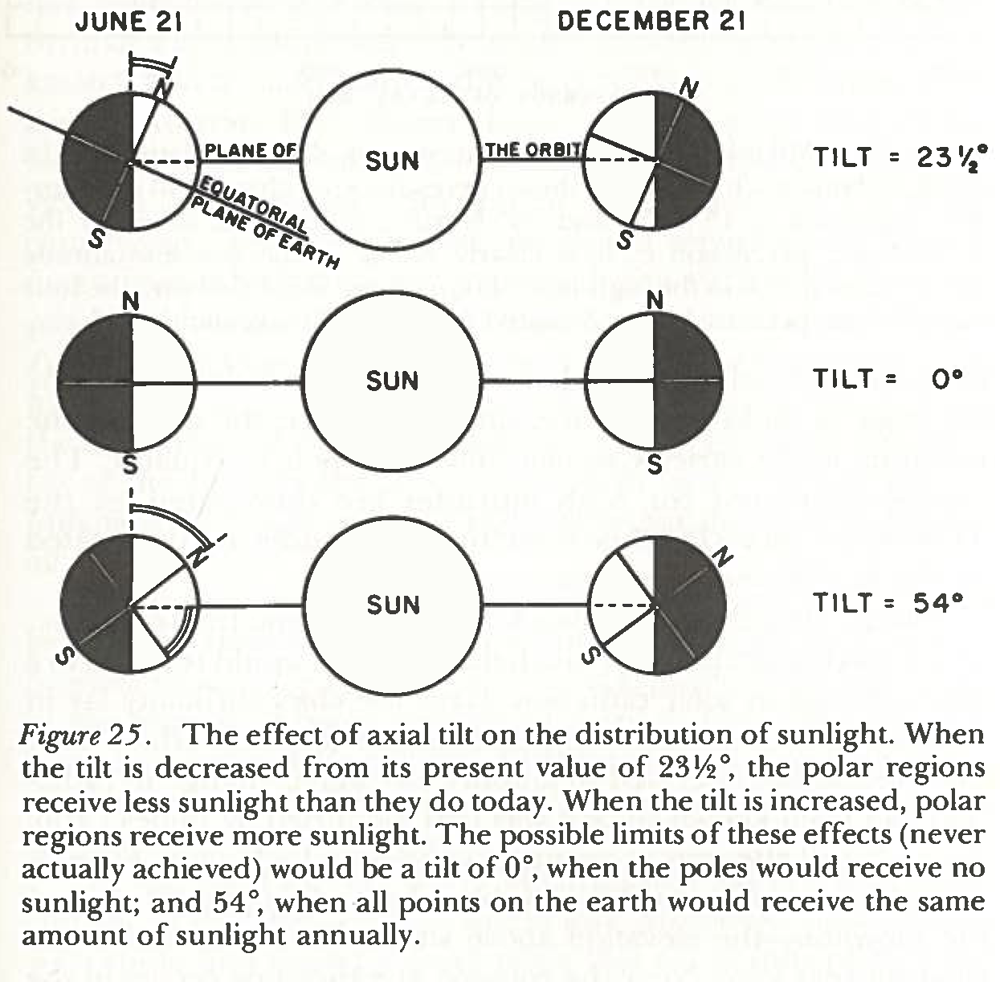 JUNE 21
DECEMBER 21
N
N
PLANE OF
SUN
THE ORBIT
TILT = 23½°
EQUATORIAL
PLANE OF EARTH
S
S
N
N
SUN
TILT = 0°
S
S
N
N
SUN
TILT = 54°
S
S
Figure 25. The effect of axial tilt on the distribution of sunlight. When
the tilt is decreased from its present value of 23½°, the polar regions
receive less sunlight than they do today. When the tilt is increased, polar
regions receive more sunlight. The possible limits of these effects (never
actually achieved) would be a tilt of 0°, when the poles would receive no
sunlight; and 54°, when all points on the earth would receive the same
amount of sunlight annually.